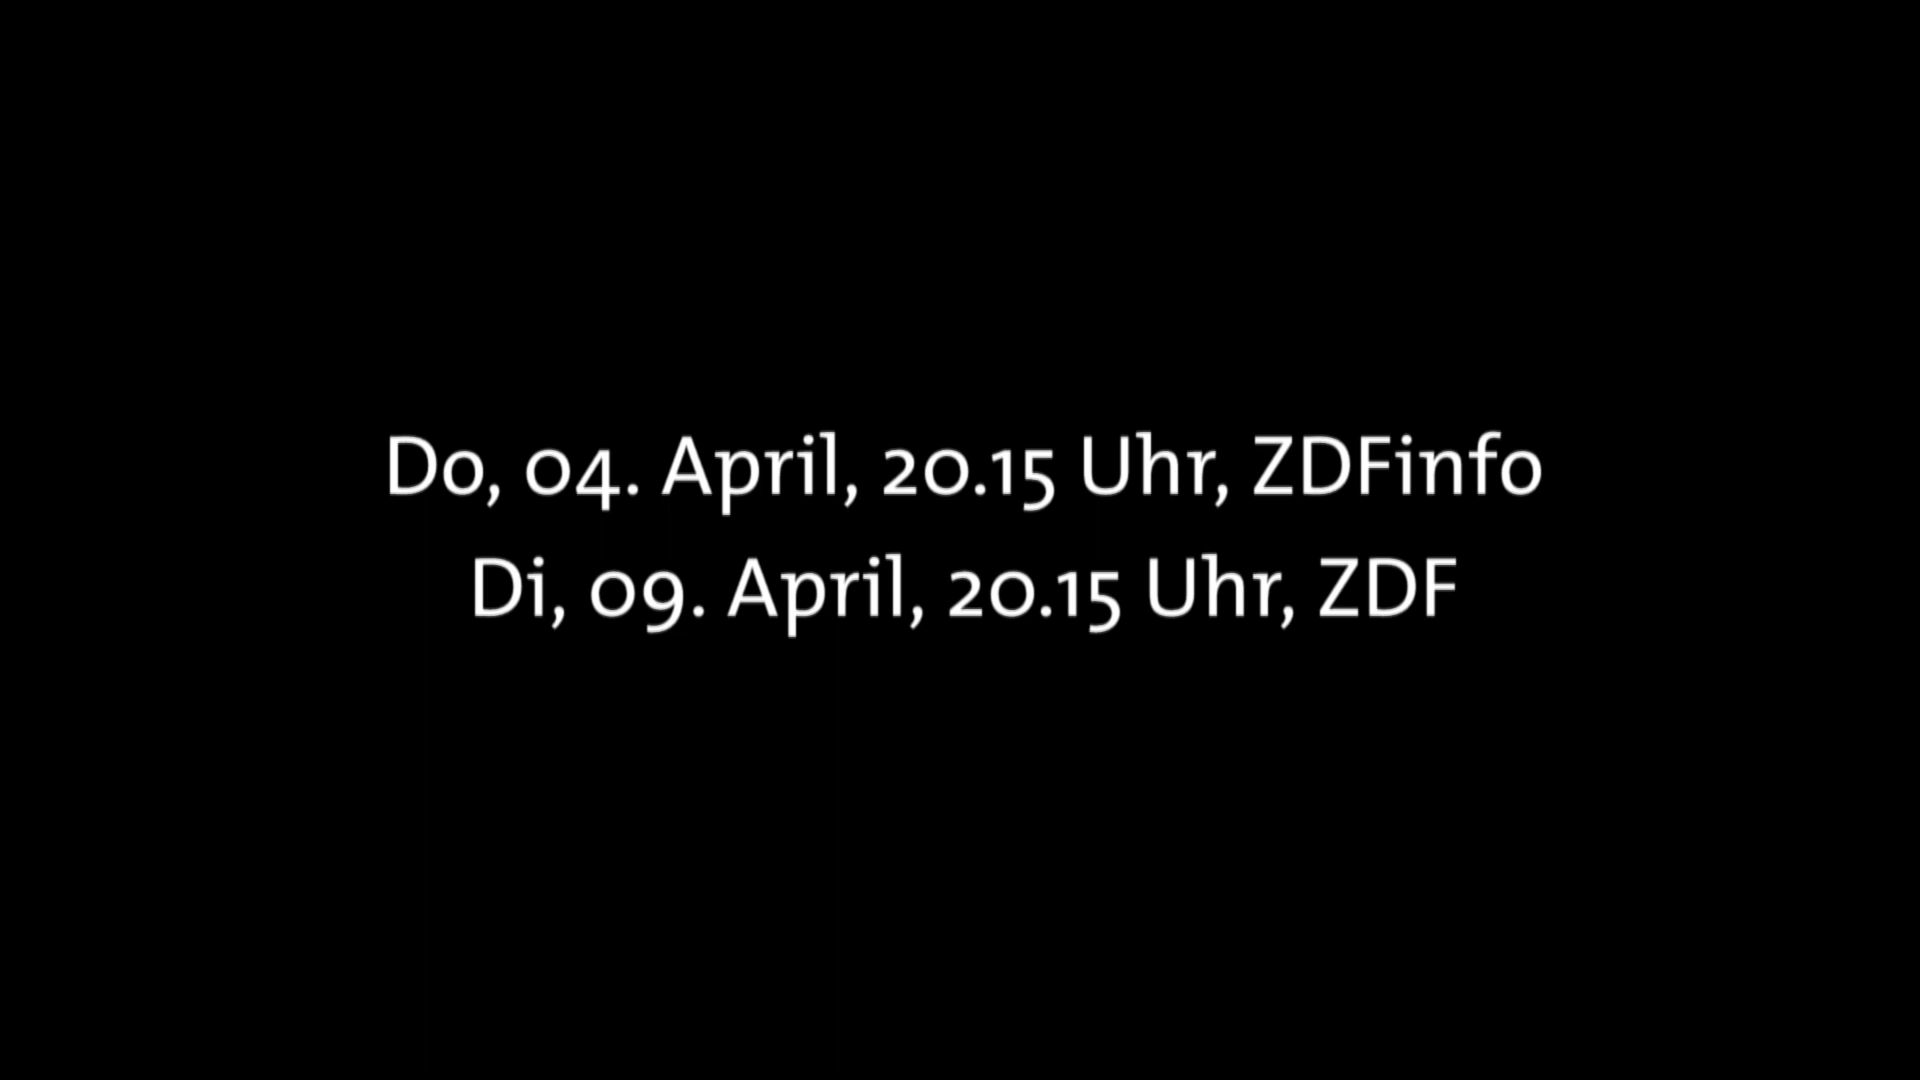 Do, 04. April, 20.15 Uhr, ZDFinfo
Di, 09. April, 20.15 Uhr, ZDF